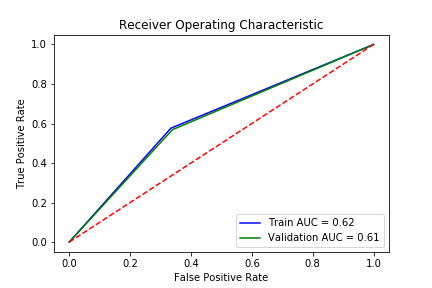 Receiver Operating Characteristic
1.0
0.8
0.6
0.4
0.2
0.0
True Positive Rate
0.0 0.2 0.4 0.6 0.8 1.0
False Positive Rate
Train AUC = 0.62
Validation AUC = 0.61